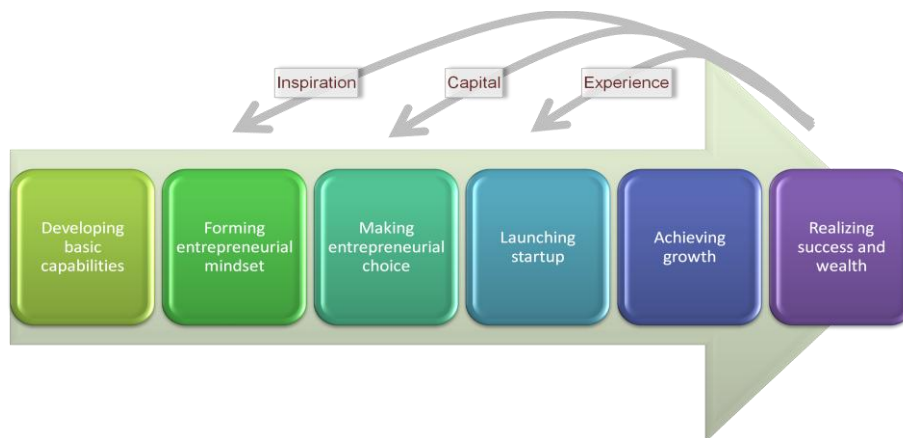 Inspiration
Capital
Experience
Developing
basic
capabilities
Forming
entrepreneurial
mindset
Making
entrepreneurial
choice
Launching
startup
Achieving
growth
Realizing
success and
wealth